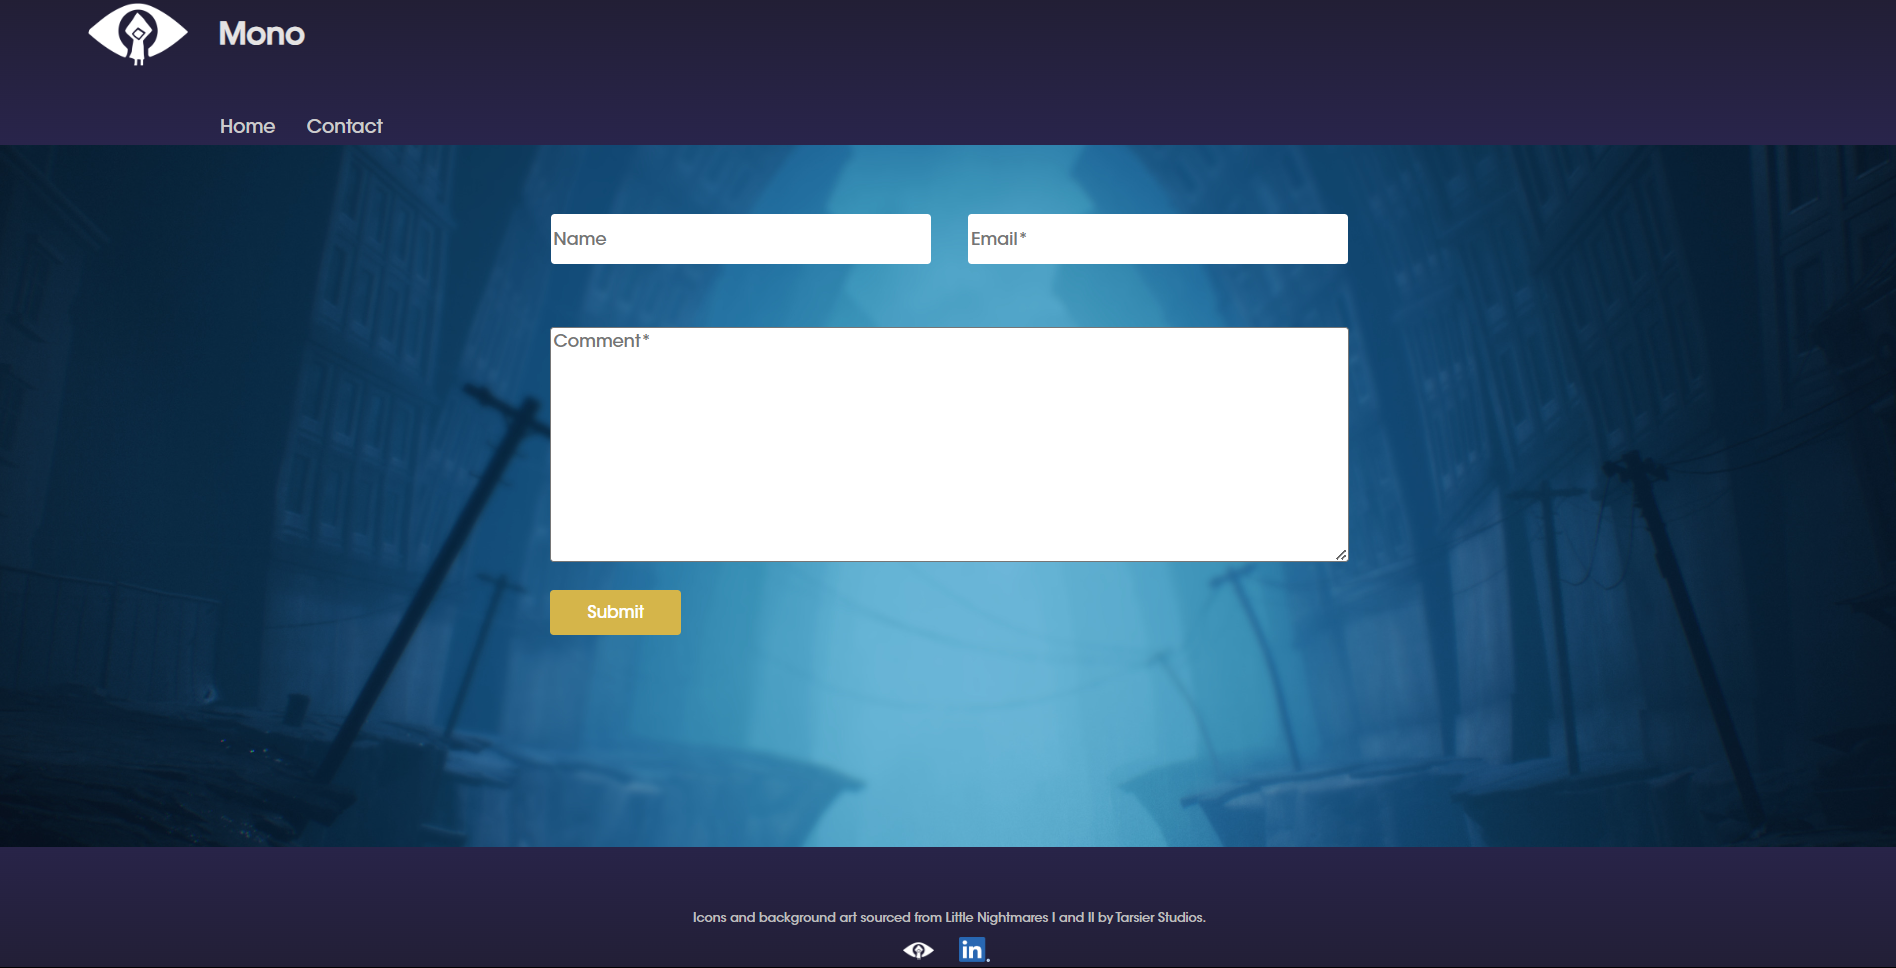 Mono
Home Contact
Name Email*
Comment*
Submit
Icons and background art sourced from Little Nightmares I and II by Tarsier Studios.
in.